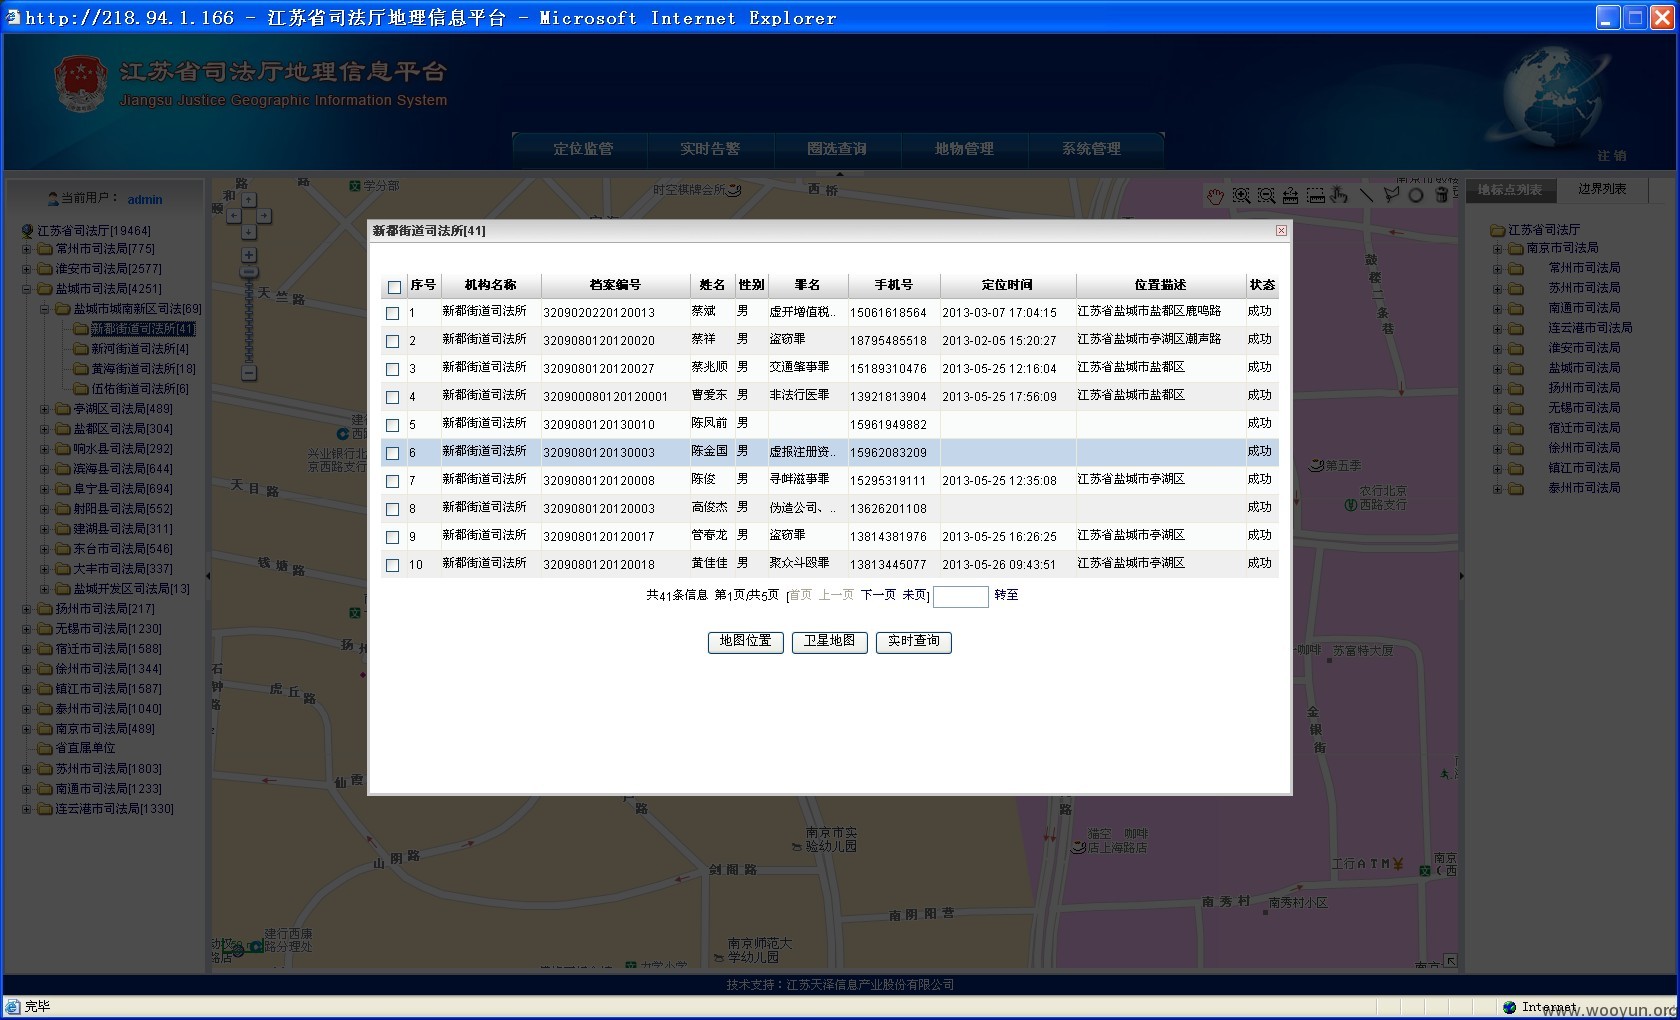 http://218.94.1.166 - 江苏省司法厅地理信息平台 - Microsoft Internet Explorer
江苏省司法厅地理信息平台
Jiangsu Justice Geographic Information System
定位监管 实时告警 圈选查询 地物管理 系统管理
注销
当前用户： admin
江苏省司法厅[19464]
常州市司法局[775]
淮安市司法局[2577]
盐城市司法局[4251]
盐城市城南新区司法[69]
新都街道司法所[41]
新河街道司法所[4]
黄海街道司法所[18]
伍佑街道司法所[6]
亭湖区司法局[489]
盐都区司法局[304]
响水县司法局[292]
滨海县司法局[644]
阜宁县司法局[694]
射阳县司法局[552]
建湖县司法局[311]
东台市司法局[546]
大丰市司法局[337]
盐城开发区司法局[13]
扬州市司法局[217]
无锡市司法局[1230]
宿迁市司法局[1588]
徐州市司法局[1344]
镇江市司法局[1587]
泰州市司法局[1040]
南京市司法局[489]
省直属单位
苏州市司法局[1803]
南通市司法局[1233]
连云港市司法局[1330]
学分部
时空棋牌会所
西桥
天兰路
天目路
钱塘路
虎丘路
仙霞
山阴路
剑阁路
南阴阳营
南秀村
南秀村小区
鼓楼二条巷
第五季
农行北京
西路支行
苏富特大厦
金银街
猫空 咖啡
店上海路店
工行ATM
南京市实
验幼儿园
南京师范大
学幼儿园
建行西康
路分理处
兴业银行北
京西路支行
新都街道司法所[41]
序号 机构名称 档案编号 姓名 性别 罪名 手机号 定位时间 位置描述 状态
1 新都街道司法所 3209020220120013 蔡斌 男 虚开增值税.. 15061618564 2013-03-07 17:04:15 江苏省盐城市盐都区鹿鸣路 成功
2 新都街道司法所 3209080120120020 蔡祥 男 盗窃罪 18795485518 2013-02-05 15:20:27 江苏省盐城市亭湖区潮声路 成功
3 新都街道司法所 3209080120120027 蔡兆顺 男 交通肇事罪 15189310476 2013-05-25 12:16:04 江苏省盐城市盐都区 成功
4 新都街道司法所 320900080120120001 曹爱东 男 非法行医罪 13921813904 2013-05-25 17:56:09 江苏省盐城市盐都区 成功
5 新都街道司法所 3209080120130010 陈凤前 男 15961949882 成功
6 新都街道司法所 3209080120130003 陈金国 男 虚报注册资.. 15962083209 成功
7 新都街道司法所 3209080120120008 陈俊 男 寻衅滋事罪 15295319111 2013-05-25 12:35:08 江苏省盐城市亭湖区 成功
8 新都街道司法所 3209080120120003 高俊杰 男 伪造公司、.. 13626201108 成功
9 新都街道司法所 3209080120120017 管春龙 男 盗窃罪 13814381976 2013-05-25 16:26:25 江苏省盐城市亭湖区 成功
10 新都街道司法所 3209080120120018 黄佳佳 男 聚众斗殴罪 13813445077 2013-05-26 09:43:51 江苏省盐城市亭湖区 成功
共41条信息 第1页/共5页 [首页 上一页 下一页 末页] 转至
地图位置 卫星地图 实时查询
地标点列表 边界列表
江苏省司法厅
南京市司法局
常州市司法局
苏州市司法局
南通市司法局
连云港市司法局
淮安市司法局
盐城市司法局
扬州市司法局
无锡市司法局
宿迁市司法局
徐州市司法局
镇江市司法局
泰州市司法局
技术支持：江苏天泽信息产业股份有限公司
完毕
Internet
www.wooyun.org